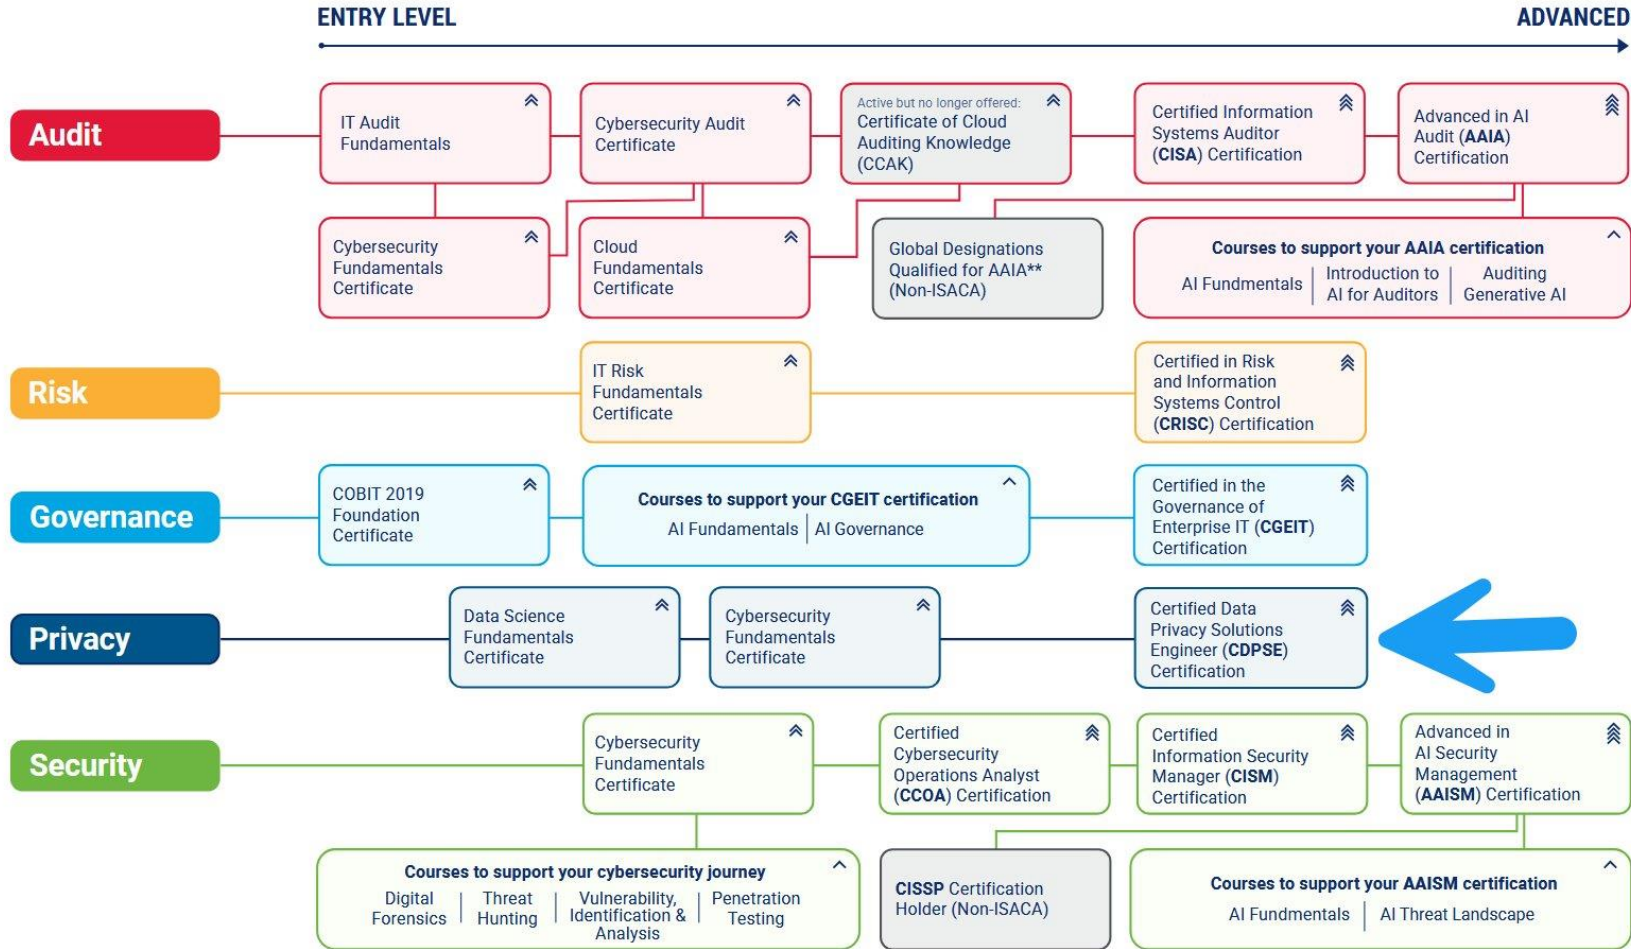 ENTRY LEVEL
ADVANCED
Audit
IT Audit
Fundamentals
Cybersecurity Audit
Certificate
Active but no longer offered:
Certificate of Cloud
Auditing Knowledge
(CCAK)
Certified Information
Systems Auditor
(CISA) Certification
Advanced in AI
Audit (AAIA)
Certification
Cybersecurity
Fundamentals
Certificate
Cloud
Fundamentals
Certificate
Global Designations
Qualified for AAIA**
(Non-ISACA)
Courses to support your AAIA certification
AI Fundmentals
Introduction to
AI for Auditors
Auditing
Generative AI
Risk
IT Risk
Fundamentals
Certificate
Certified in Risk
and Information
Systems Control
(CRISC) Certification
Governance
COBIT 2019
Foundation
Certificate
Courses to support your CGEIT certification
AI Fundamentals
AI Governance
Certified in the
Governance of
Enterprise IT (CGEIT)
Certification
Privacy
Data Science
Fundamentals
Certificate
Cybersecurity
Fundamentals
Certificate
Certified Data
Privacy Solutions
Engineer (CDPSE)
Certification
Security
Cybersecurity
Fundamentals
Certificate
Certified
Cybersecurity
Operations Analyst
(CCOA) Certification
Certified
Information Security
Manager (CISM)
Certification
Advanced in
AI Security
Management
(AAISM) Certification
Courses to support your cybersecurity journey
Digital
Forensics
Threat
Hunting
Vulnerability,
Identification &
Analysis
Penetration
Testing
CISSP Certification
Holder (Non-ISACA)
Courses to support your AAISM certification
AI Fundmentals
AI Threat Landscape